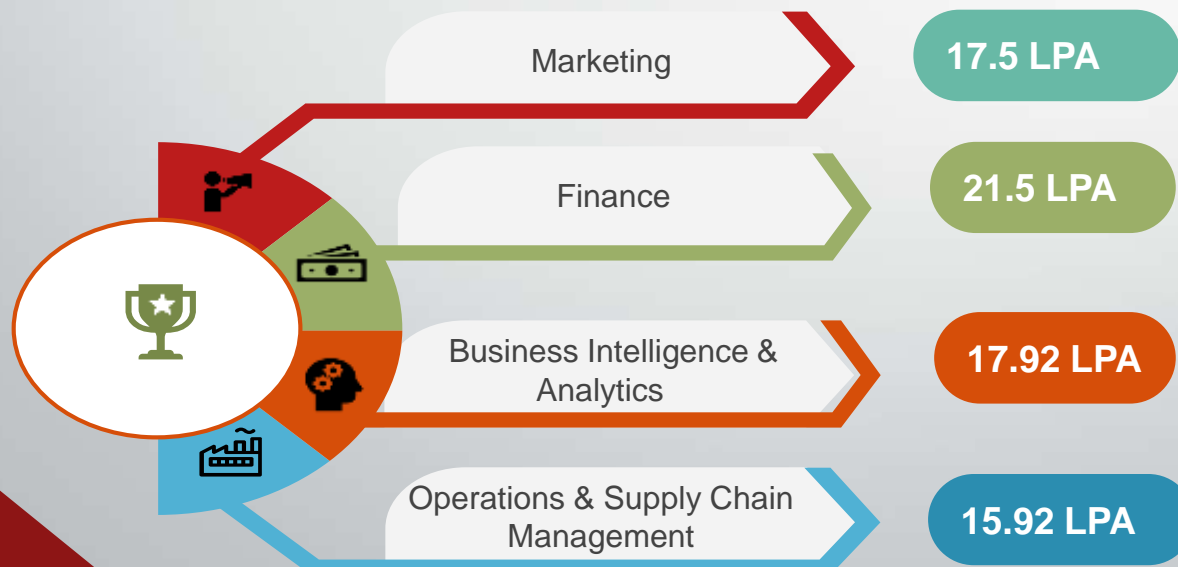 Marketing
17.5 LPA
Finance
21.5 LPA
Business Intelligence &
Analytics
17.92 LPA
Operations & Supply Chain
Management
15.92 LPA